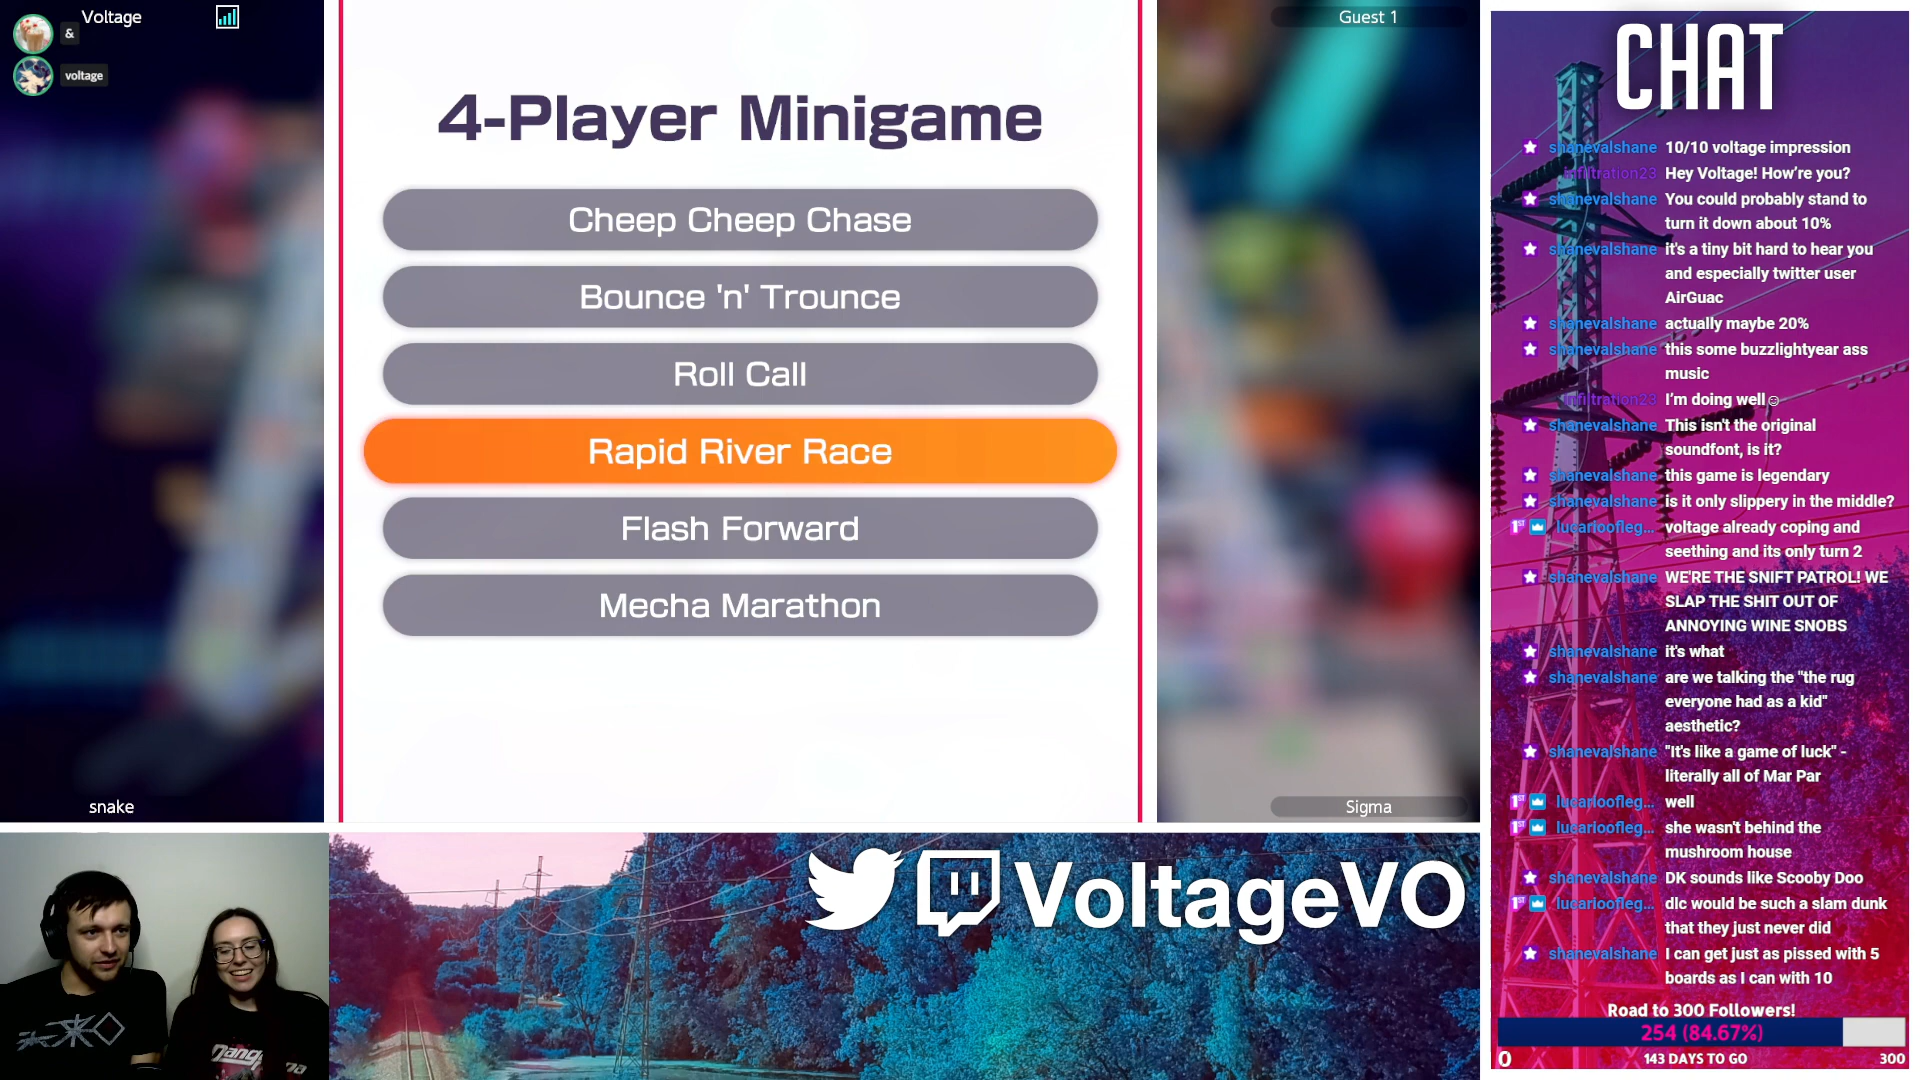 Voltage
&
voltage
snake
4-Player Minigame
Cheep Cheep Chase
Bounce 'n' Trounce
Roll Call
Rapid River Race
Flash Forward
Mecha Marathon
Guest 1
Sigma
VoltageVO
CHAT
shanevalshane 10/10 voltage impression
infiltration23 Hey Voltage! How're you?
shanevalshane You could probably stand to
turn it down about 10%
shanevalshane it's a tiny bit hard to hear you
and especially twitter user
AirGuac
shanevalshane actually maybe 20%
shanevalshane this some buzzlightyear ass
music
infiltration23 I'm doing well☺
shanevalshane This isn't the original
soundfont, is it?
shanevalshane this game is legendary
shanevalshane is it only slippery in the middle?
1ST lucarioofleg... voltage already coping and
seething and its only turn 2
shanevalshane WE'RE THE SNIFT PATROL! WE
SLAP THE SHIT OUT OF
ANNOYING WINE SNOBS
shanevalshane it's what
shanevalshane are we talking the "the rug
everyone had as a kid"
aesthetic?
shanevalshane "It's like a game of luck" -
literally all of Mar Par
1ST lucarioofleg... well
1ST lucarioofleg... she wasn't behind the
mushroom house
shanevalshane DK sounds like Scooby Doo
1ST lucarioofleg... dlc would be such a slam dunk
that they just never did
shanevalshane I can get just as pissed with 5
boards as I can with 10
Road to 300 Followers!
254 (84.67%)
0 143 DAYS TO GO 300